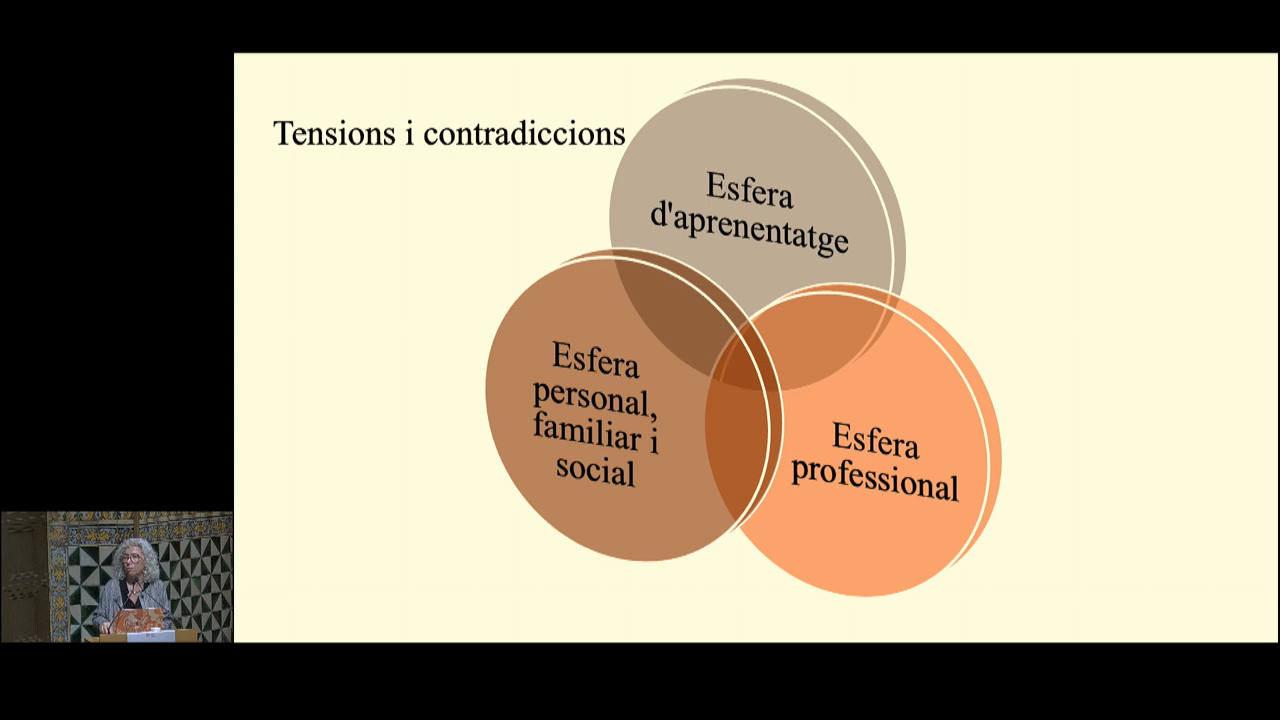 Tensions i contradiccions
Esfera
d'aprenentatge
Esfera
personal,
familiar i
social
Esfera
professional